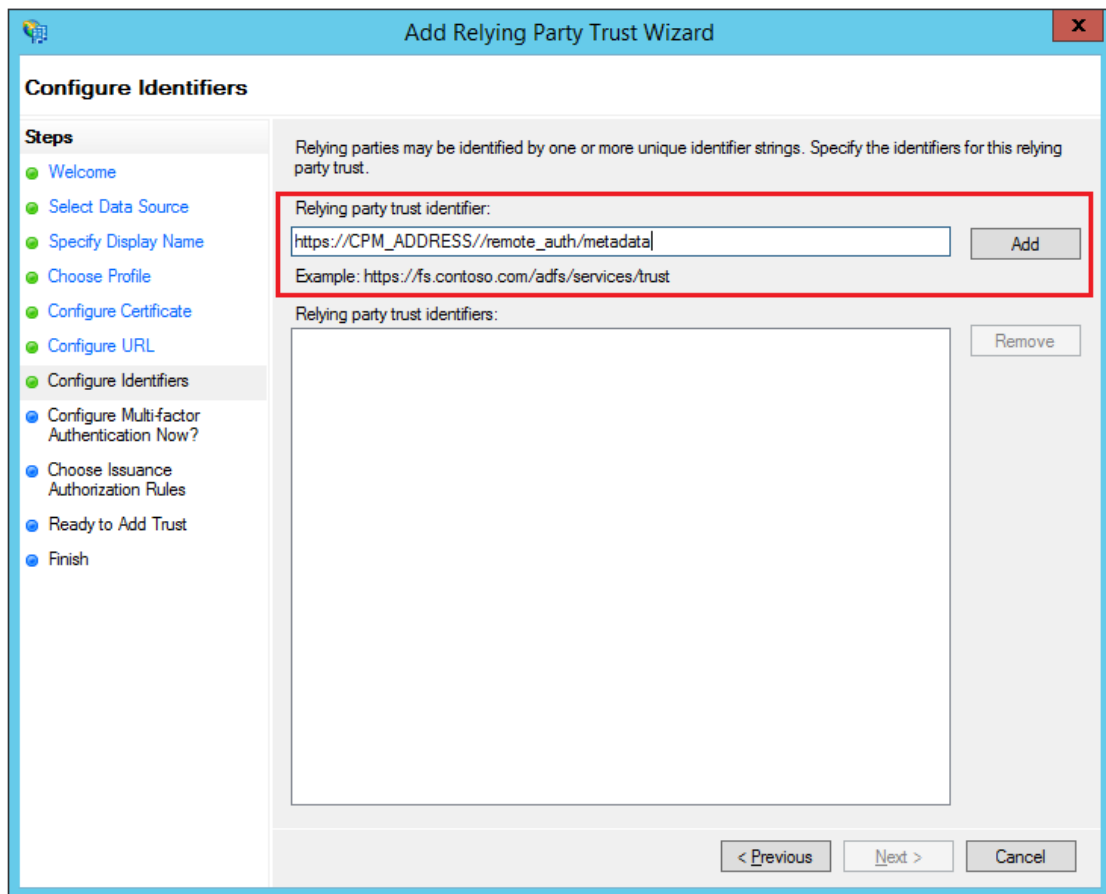 Add Relying Party Trust Wizard
x
Configure Identifiers
Steps
Welcome
Select Data Source
Specify Display Name
Choose Profile
Configure Certificate
Configure URL
Configure Identifiers
Configure Multi-factor
Authentication Now?
Choose Issuance
Authorization Rules
Ready to Add Trust
Finish
Relying parties may be identified by one or more unique identifier strings. Specify the identifiers for this relying
party trust.
Relying party trust identifier:
https://CPM_ADDRESS//remote_auth/metadata
Add
Example: https://fs.contoso.com/adfs/services/trust
Relying party trust identifiers:
Remove
< Previous
Next >
Cancel